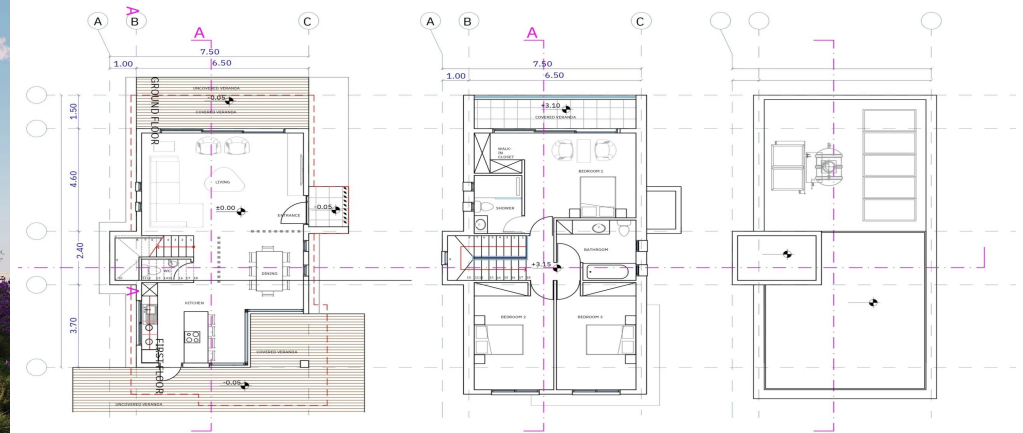 A
B
C
A
A
7.50
1.00
6.50
GROUND FLOOR
UNCOVERED VERANDA
-0.05
COVERED VERANDA
1.50
4.60
2.40
3.70
LIVING
±0.00
ENTRANCE
-0.05
WC
DINING
A
KITCHEN
FIRST FLOOR
COVERED VERANDA
-0.05
UNCOVERED VERANDA
A
B
C
A
7.50
1.00
6.50
+3.10
COVERED VERANDA
WALK-
IN
CLOSET
BEDROOM 1
SHOWER
BATHROOM
+3.15
BEDROOM 2
BEDROOM 3